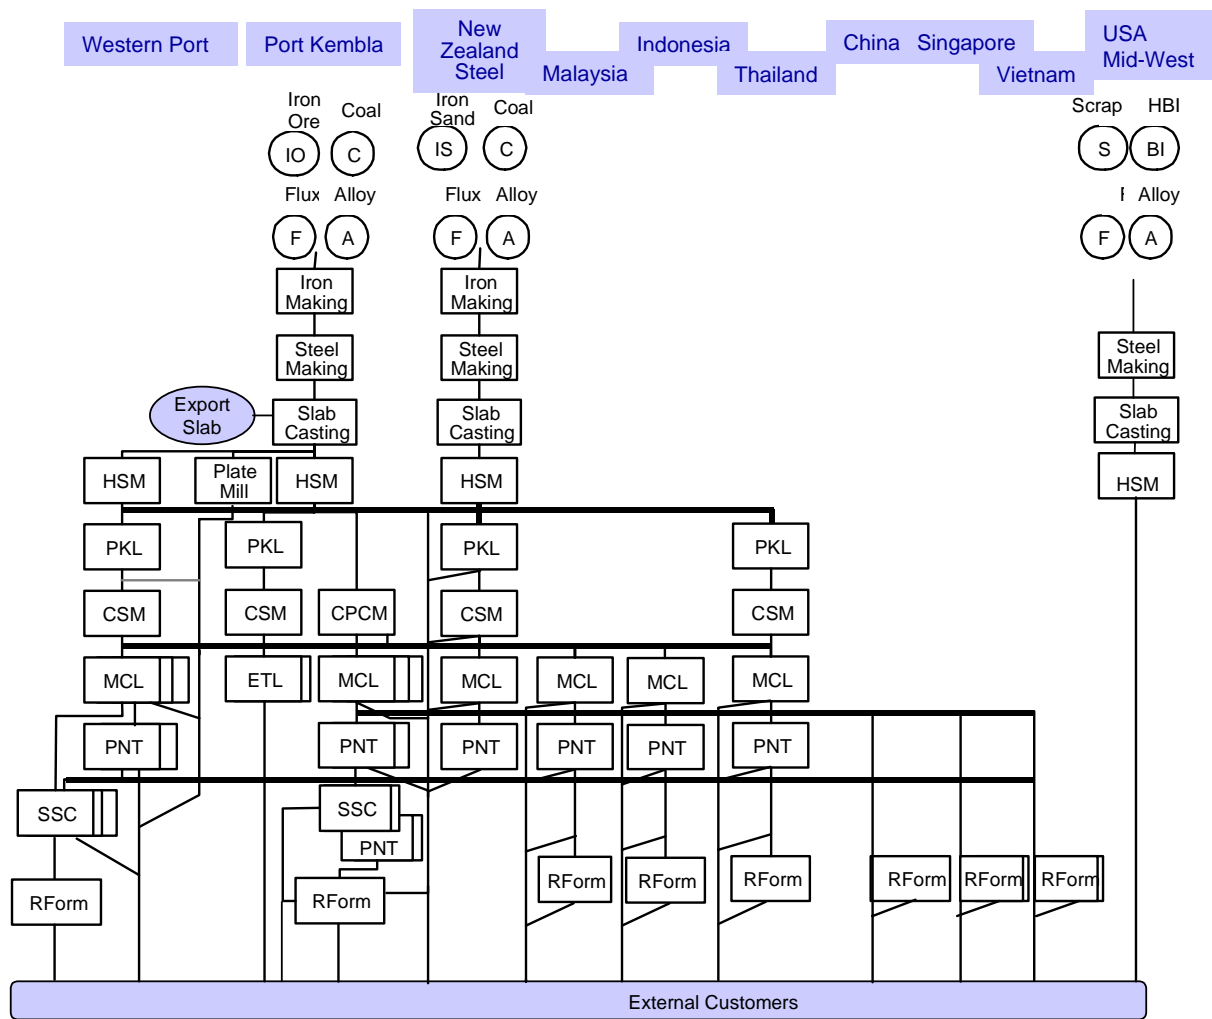 Western Port
Port Kembla
New
Zealand
Steel
Malaysia
Indonesia
Thailand
China Singapore
Vietnam
USA
Mid-West
Iron
Ore
Coal
Iron
Sand
Coal
Scrap HBI
IO
C
IS
C
S
BI
Flux Alloy
Flux Alloy
Alloy
F
A
F
A
F
A
Iron
Making
Iron
Making
Steel
Making
Steel
Making
Steel
Making
Export
Slab
Slab
Casting
Slab
Casting
Slab
Casting
HSM
Plate
Mill
HSM
HSM
HSM
PKL
PKL
PKL
PKL
CSM
CSM
CPCM
CSM
CSM
MCL
ETL
MCL
MCL
MCL
MCL
MCL
PNT
PNT
PNT
PNT
PNT
PNT
SSC
SSC
PNT
RForm
RForm
RForm
RForm
RForm
RForm
RForm
RForm
External Customers